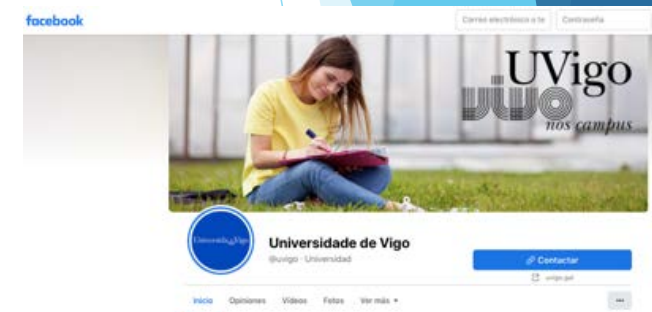 facebook
Correo electrónico o te
Contraseña
UVigo
vivo
nos campus
Universidade de Vigo
Universidade de Vigo
@uvigo · Universidad
Contactar
uvigo.gal
Inicio Opiniones Vídeos Fotos Ver más